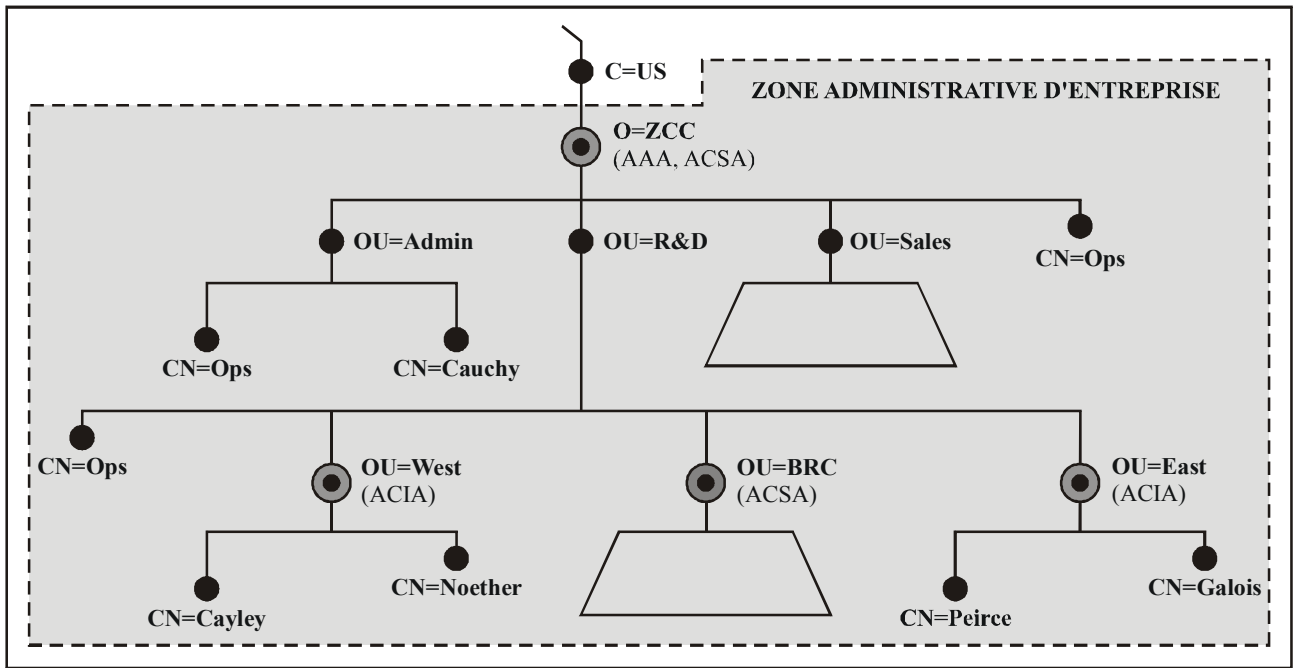 C=US
ZONE ADMINISTRATIVE D'ENTREPRISE
O=ZCC
(AAA, ACSA)
OU=Admin
OU=R&D
OU=Sales
CN=Ops
CN=Ops
CN=Cauchy
CN=Ops
OU=West
(ACIA)
OU=BRC
(ACSA)
OU=East
(ACIA)
CN=Cayley
CN=Noether
CN=Peirce
CN=Galois